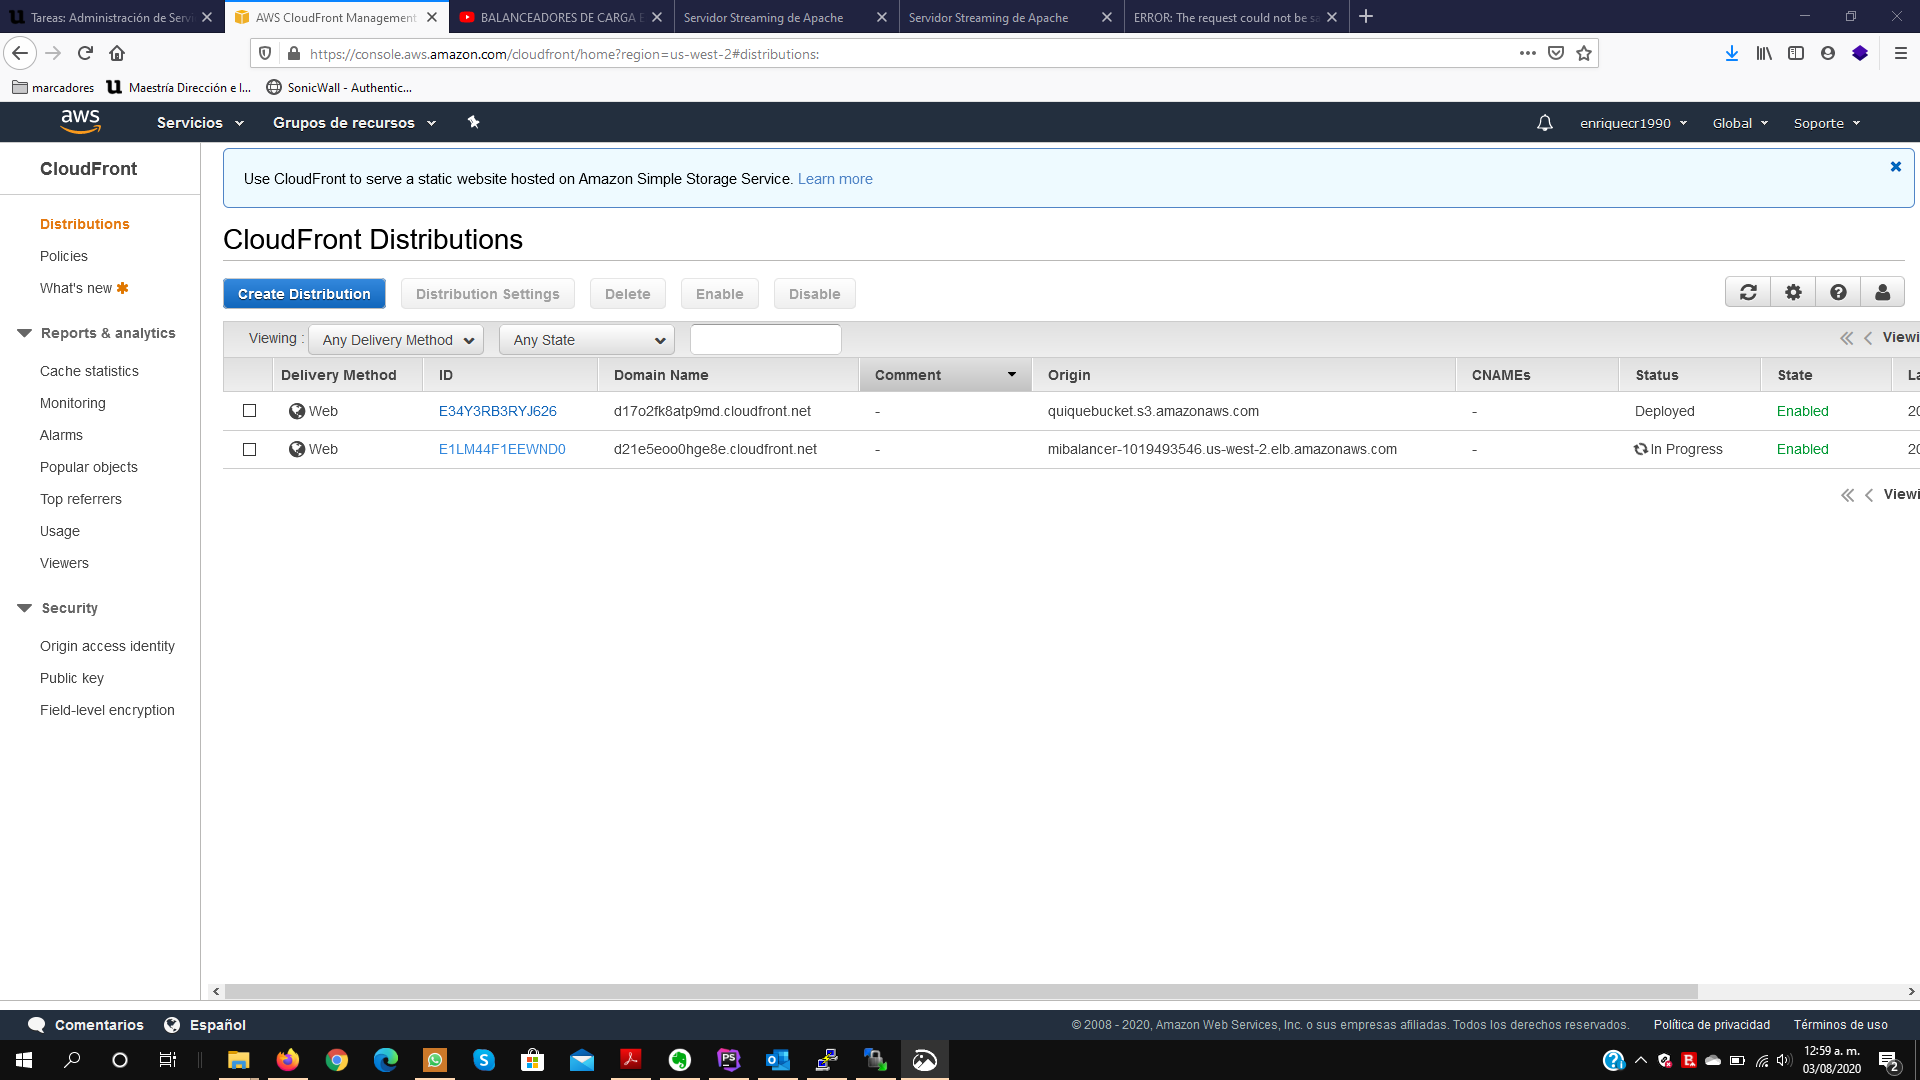 Tareas: Administración de Servi
AWS CloudFront Management
BALANCEADORES DE CARGA E
Servidor Streaming de Apache
Servidor Streaming de Apache
ERROR: The request could not be sa
https://console.aws.amazon.com/cloudfront/home?region=us-west-2#distributions:
marcadores
Maestría Dirección e I...
SonicWall - Authentic...
aws
Servicios
Grupos de recursos
enriquecr1990
Global
Soporte
CloudFront
Use CloudFront to serve a static website hosted on Amazon Simple Storage Service. Learn more
Distributions
Policies
What's new
Reports & analytics
Cache statistics
Monitoring
Alarms
Popular objects
Top referrers
Usage
Viewers
Security
Origin access identity
Public key
Field-level encryption
CloudFront Distributions
Create Distribution
Distribution Settings
Delete
Enable
Disable
Viewing :
Any Delivery Method
Any State
Viewi
Delivery Method ID Domain Name Comment Origin CNAMEs Status State La
Web E34Y3RB3RYJ626 d17o2fk8atp9md.cloudfront.net - quiquebucket.s3.amazonaws.com - Deployed Enabled 20
Web E1LM44F1EEWND0 d21e5eoo0hge8e.cloudfront.net - mibalancer-1019493546.us-west-2.elb.amazonaws.com - In Progress Enabled 20
Viewi
Comentarios
Español
© 2008 - 2020, Amazon Web Services, Inc. o sus empresas afiliadas. Todos los derechos reservados.
Política de privacidad
Términos de uso
12:59 a. m.
03/08/2020
2